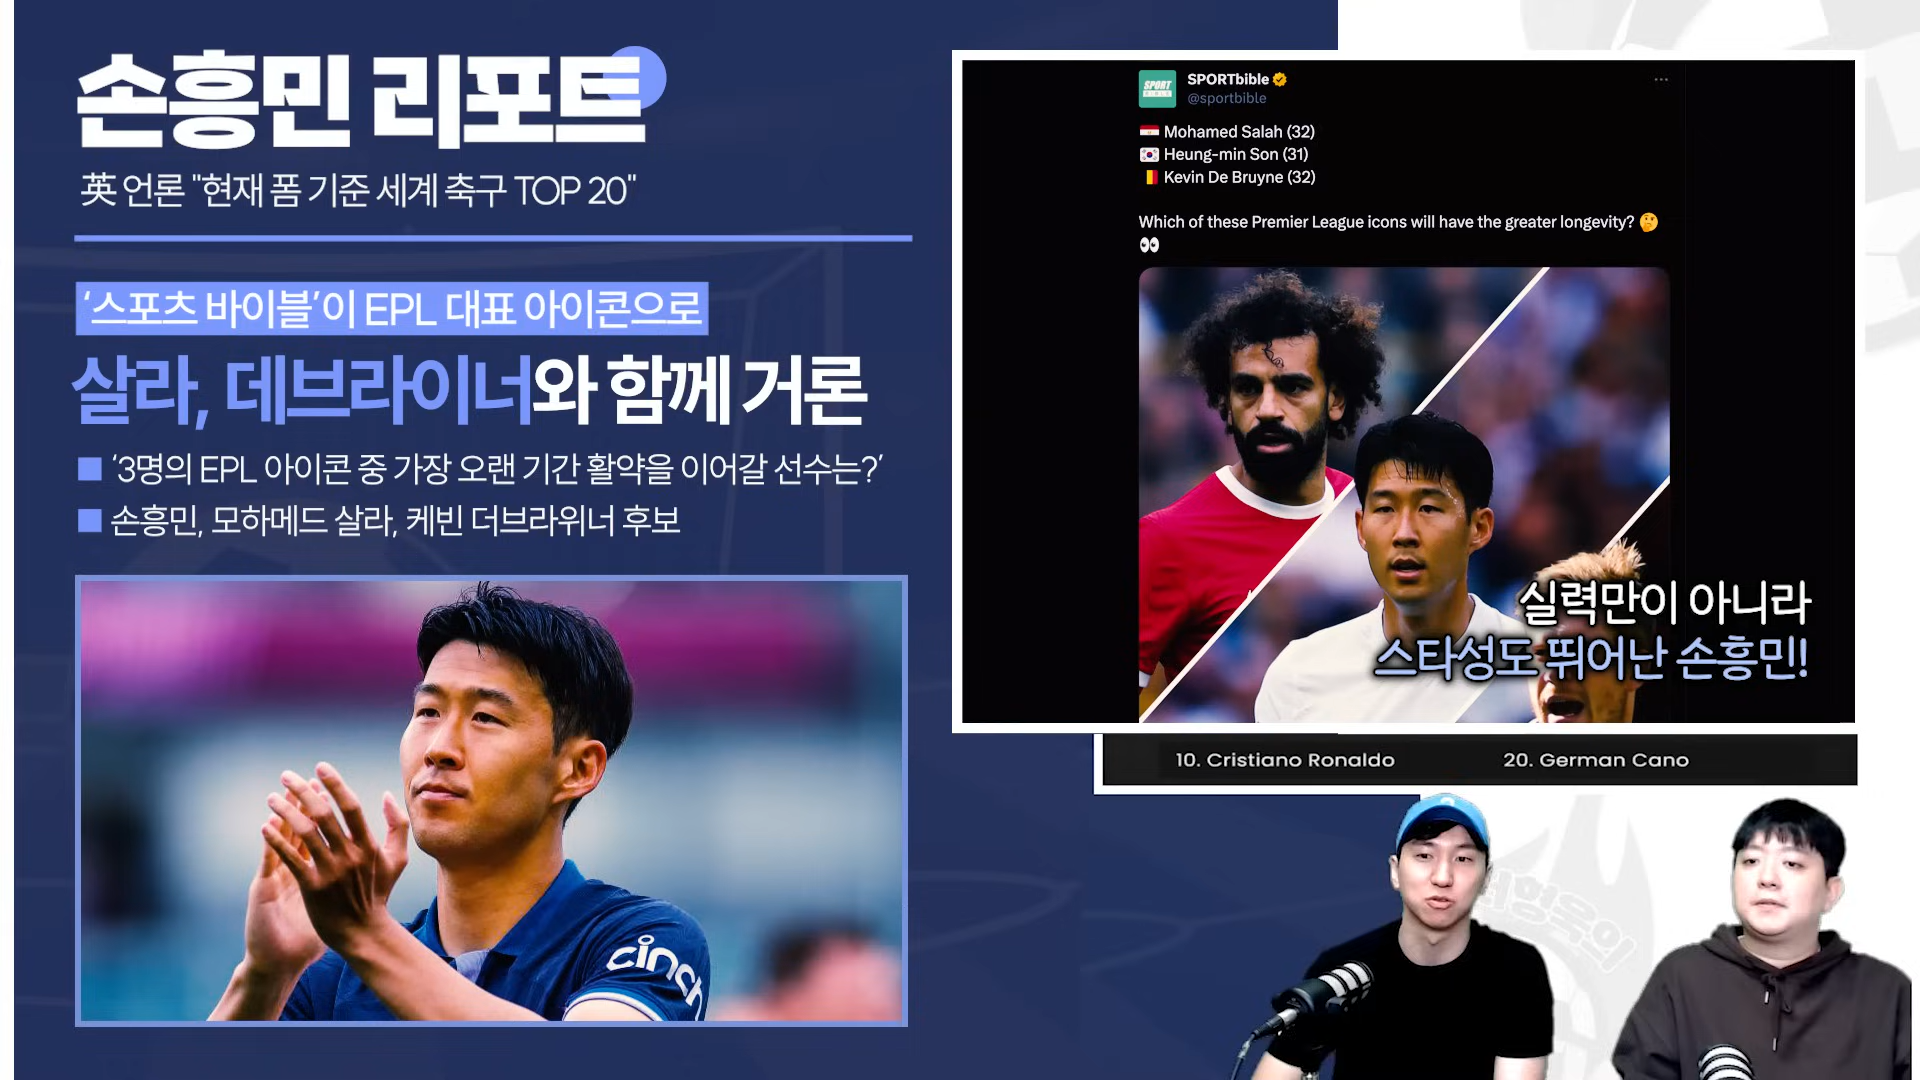 손흥민 리포트
英 언론 "현재 폼 기준 세계 축구 TOP 20"
‘스포츠 바이블’이 EPL 대표 아이콘으로
살라, 데브라이너와 함께 거론
‘3명의 EPL 아이콘 중 가장 오랜 기간 활약을 이어갈 선수는?’
손흥민, 모하메드 살라, 케빈 더브라위너 후보
cinch
SPORT
SPORTbible
@sportbible
Mohamed Salah (32)
Heung-min Son (31)
Kevin De Bruyne (32)
Which of these Premier League icons will have the greater longevity? 🤔
👀
실력만이 아니라
스타성도 뛰어난 손흥민!
10. Cristiano Ronaldo
20. German Cano